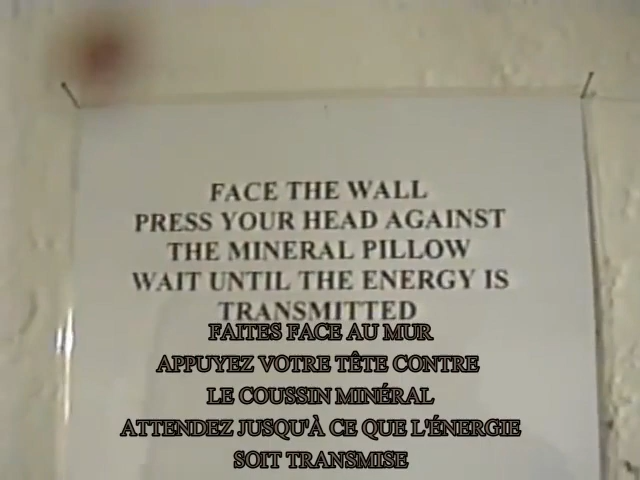 FACE THE WALL
PRESS YOUR HEAD AGAINST
THE MINERAL PILLOW
WAIT UNTIL THE ENERGY IS
TRANSMITTED
FAITES FACE AU MUR
APPUYEZ VOTRE TÊTE CONTRE
LE COUSSIN MINÉRAL
ATTENDEZ JUSQU'À CE QUE L'ÉNERGIE
SOIT TRANSMISE